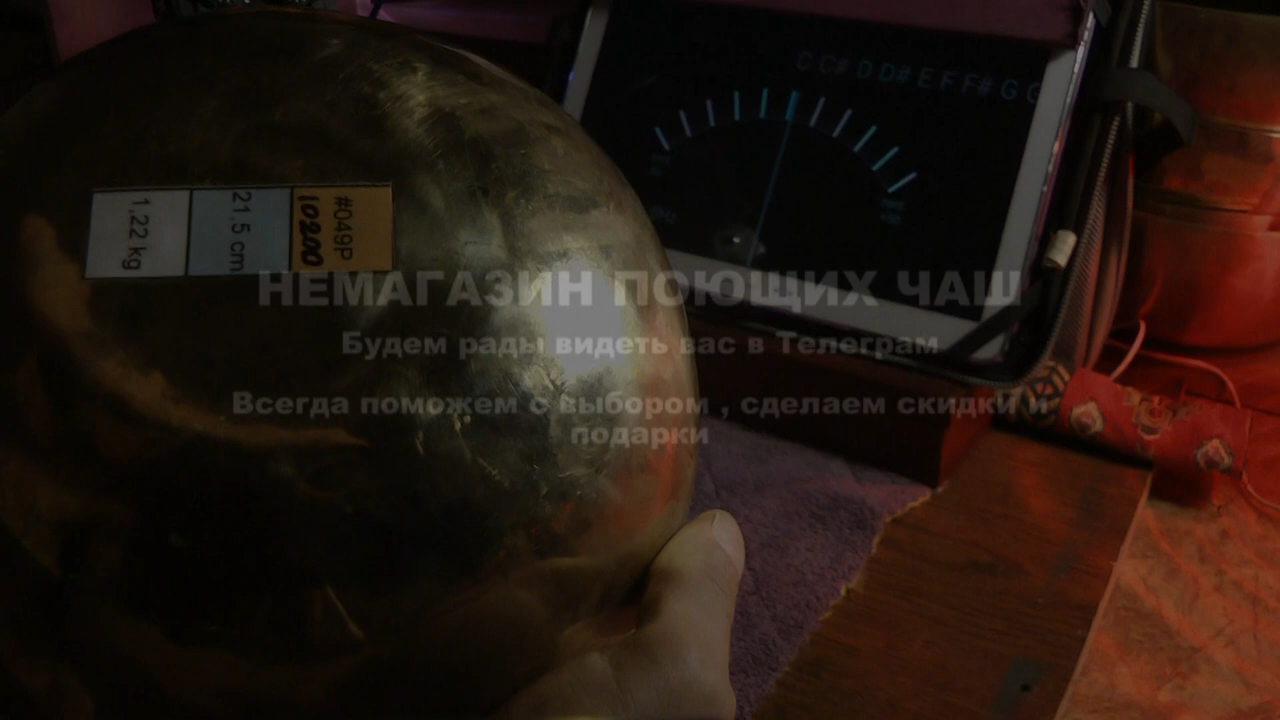 C C# D D# E F F# G G
#049P
10200
21,5 cm
1,22 kg
НЕМАГАЗИН ПОЮЩИХ ЧАШ
Будем рады видеть вас в Телеграм
Всегда поможем с выбором , сделаем скидки и
подарки